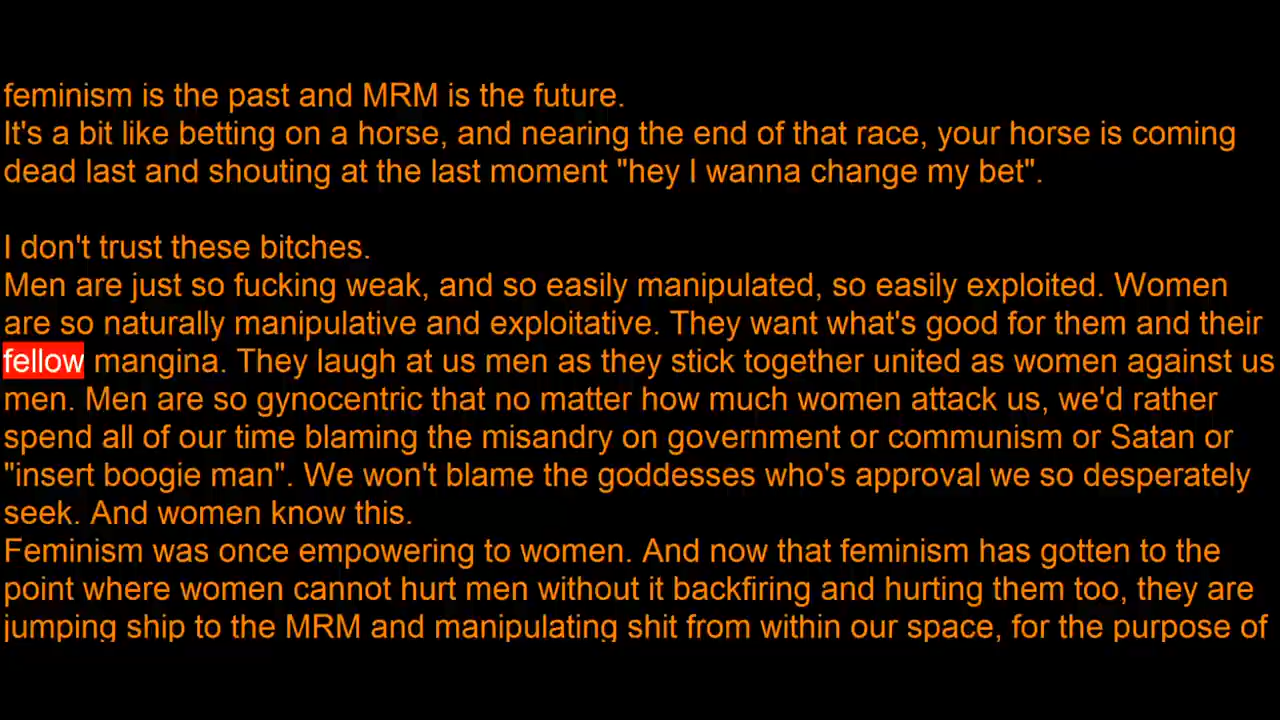 feminism is the past and MRM is the future.
It's a bit like betting on a horse, and nearing the end of that race, your horse is coming
dead last and shouting at the last moment "hey I wanna change my bet".
I don't trust these bitches.
Men are just so fucking weak, and so easily manipulated, so easily exploited. Women
are so naturally manipulative and exploitative. They want what's good for them and their
fellow mangina. They laugh at us men as they stick together united as women against us
men. Men are so gynocentric that no matter how much women attack us, we'd rather
spend all of our time blaming the misandry on government or communism or Satan or
"insert boogie man". We won't blame the goddesses who's approval we so desperately
seek. And women know this.
Feminism was once empowering to women. And now that feminism has gotten to the
point where women cannot hurt men without it backfiring and hurting them too, they are
jumping ship to the MRM and manipulating shit from within our space, for the purpose of